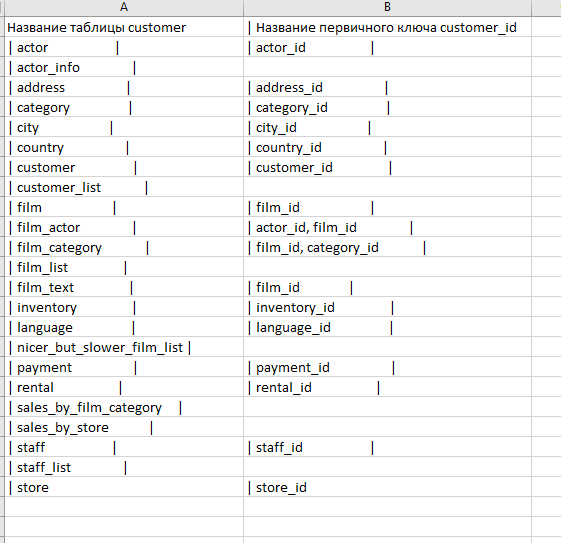 A B
Название таблицы customer | Название первичного ключа customer_id
| actor | | actor_id |
| actor_info |
| address | | address_id |
| category | | category_id |
| city | | city_id |
| country | | country_id |
| customer | | customer_id |
| customer_list |
| film | | film_id |
| film_actor | | actor_id, film_id |
| film_category | | film_id, category_id |
| film_list |
| film_text | | film_id |
| inventory | | inventory_id |
| language | | language_id |
| nicer_but_slower_film_list |
| payment | | payment_id |
| rental | | rental_id |
| sales_by_film_category |
| sales_by_store |
| staff | | staff_id |
| staff_list |
| store | store_id